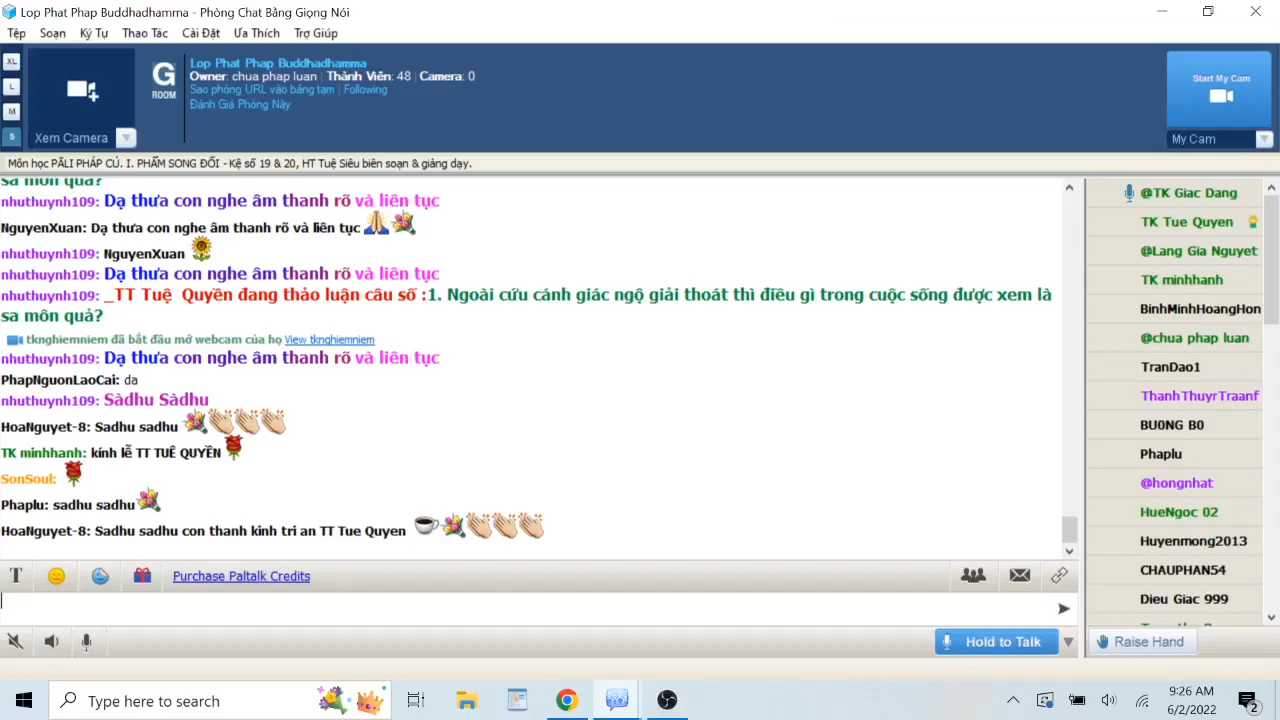 Lop Phat Phap Buddhadhamma - Phòng Chat Bằng Giọng Nói
Tệp Soạn Ký Tự Thao Tác Cài Đặt Ưa Thích Trợ Giúp
XL
L
M
S
Xem Camera
G
ROOM
Lop Phat Phap Buddhadhamma
Owner: chua phap luan | Thành Viên: 48 | Camera: 0
Sao phòng URL vào bảng tạm | Following
Đánh Giá Phòng Này
Start My Cam
My Cam
Môn học PĀLI PHÁP CÚ. I. PHẨM SONG ĐỐI - Kệ số 19 & 20, HT Tuệ Siêu biên soạn & giảng dạy.
sa môn quả?
nhuthuynh109: Dạ thưa con nghe âm thanh rõ và liên tục
NguyenXuan: Dạ thưa con nghe âm thanh rõ và liên tục
nhuthuynh109: NguyenXuan
nhuthuynh109: Dạ thưa con nghe âm thanh rõ và liên tục
nhuthuynh109: _TT Tuệ Quyền đang thảo luận câu số :1. Ngoài cứu cánh giác ngộ giải thoát thì điều gì trong cuộc sống được xem là
sa môn quả?
tknghiemniem đã bắt đầu mở webcam của họ View tknghiemniem
nhuthuynh109: Dạ thưa con nghe âm thanh rõ và liên tục
PhapNguonLaoCai: da
nhuthuynh109: Sàdhu Sàdhu
HoaNguyet-8: Sadhu sadhu
TK minhhanh: kính lễ TT TUỆ QUYỀN
SonSoul:
Phaplu: sadhu sadhu
HoaNguyet-8: Sadhu sadhu con thanh kinh tri an TT Tue Quyen
@TK Giac Dang
TK Tue Quyen
@Lang Gia Nguyet
TK minhhanh
BinhMinhHoangHon
@chua phap luan
TranDao1
ThanhThuyrTraanf
BU0NG B0
Phaplu
@hongnhat
HueNgoc 02
Huyenmong2013
CHAUPHAN54
Dieu Giac 999
T
Purchase Paltalk Credits
Hold to Talk
Raise Hand
Type here to search
9:26 AM
6/2/2022
2